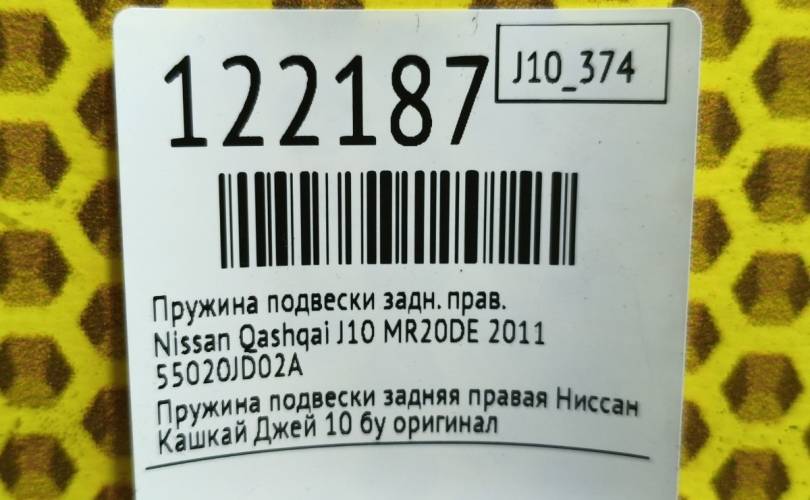 122187
J10_374
Пружина подвески задн. прав.
Nissan Qashqai J10 MR20DE 2011
55020JD02A
Пружина подвески задняя правая Ниссан
Кашкай Джей 10 бу оригинал